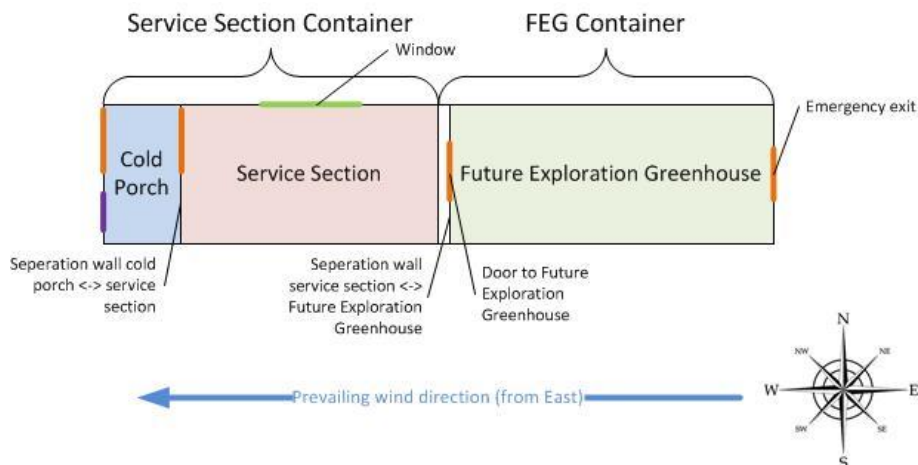 Service Section Container
FEG Container
Window
Emergency exit
Cold
Porch
Service Section
Future Exploration Greenhouse
Seperation wall cold
porch <-> service
section
Seperation wall
service section <->
Future Exploration
Greenhouse
Door to Future
Exploration
Greenhouse
Prevailing wind direction (from East)
N
NW
NE
W
E
SW
SE
S